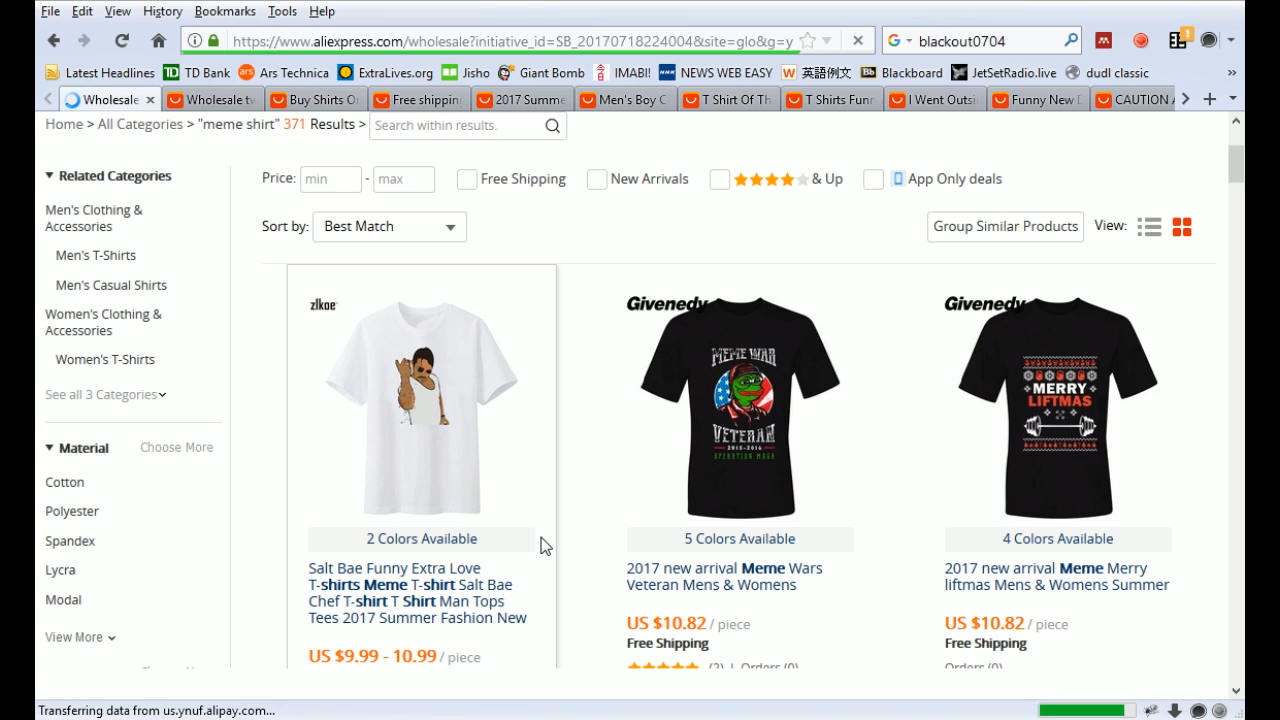 File Edit View History Bookmarks Tools Help
https://www.aliexpress.com/wholesale?initiative_id=SB_20170718224004&site=glo&g=y
blackout0704
1
Latest Headlines TD Bank Ars Technica ExtraLives.org Jisho Giant Bomb IMABI! NEWS WEB EASY 英語例文 Blackboard JetSetRadio.live dudl classic
Wholesale Wholesale tv Buy Shirts O Free shippin 2017 Summe Men's Boy C T Shirt Of Th T Shirts Funn I Went Outsi Funny New D CAUTION
Home > All Categories > "meme shirt" 371 Results > Search within results.
Related Categories
Men's Clothing &
Accessories
Men's T-Shirts
Men's Casual Shirts
Women's Clothing &
Accessories
Women's T-Shirts
See all 3 Categories
Material Choose More
Cotton
Polyester
Spandex
Lycra
Modal
View More
Price: min - max Free Shipping New Arrivals & Up App Only deals
Sort by: Best Match Group Similar Products View:
zlkoe
2 Colors Available
Salt Bae Funny Extra Love
T-shirts Meme T-shirt Salt Bae
Chef T-shirt T Shirt Man Tops
Tees 2017 Summer Fashion New
US $9.99 - 10.99 / piece
Givenedy
MEME WAR
VETERAN
2015-2016
OPERATION MAGA
5 Colors Available
2017 new arrival Meme Wars
Veteran Mens & Womens
US $10.82 / piece
Free Shipping
(2) | Orders (0)
Givenedy
MERRY
LIFTMAS
4 Colors Available
2017 new arrival Meme Merry
liftmas Mens & Womens Summer
US $10.82 / piece
Free Shipping
Orders (0)
Transferring data from us.ynuf.alipay.com...